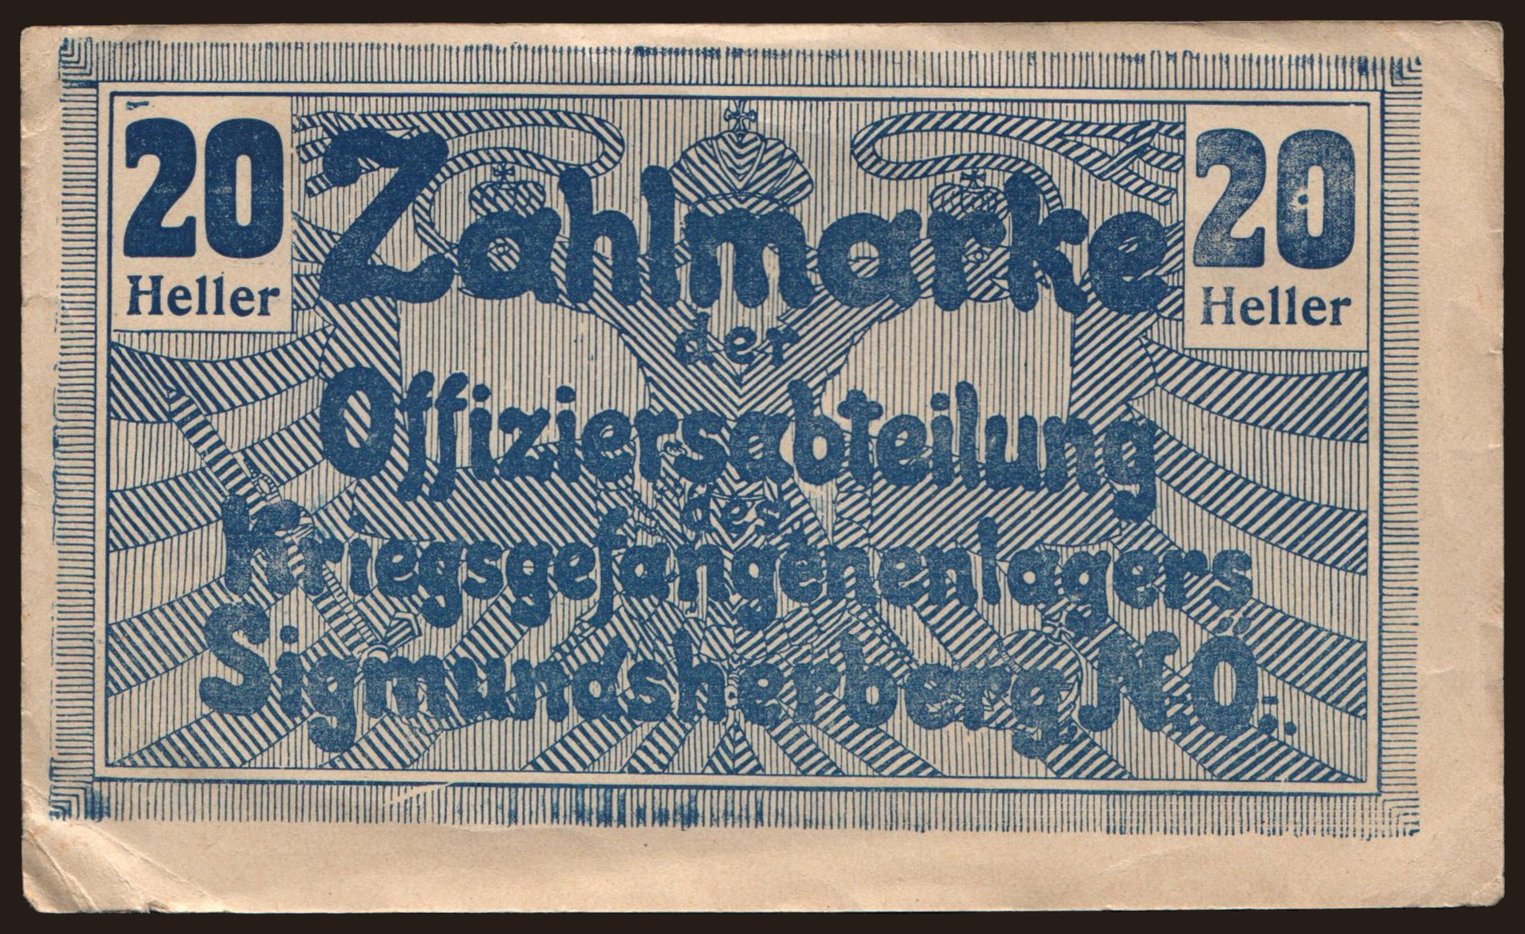 20
Heller
Zahlmarke
20
Heller
der
Offiziersabteilung
des
Kriegsgefangenenlagers
Sigmundsherberg, N.Ö.:.